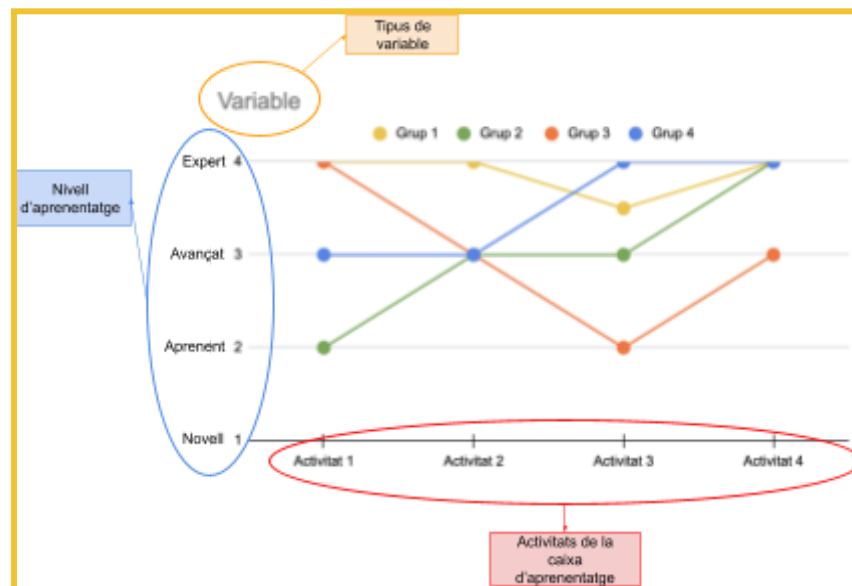 Tipus de
variable
Variable
Grup 1 Grup 2 Grup 3 Grup 4
Expert 4
Nivell
d'aprenentatge
Avançat 3
Aprenent 2
Novell 1
Activitat 1 Activitat 2 Activitat 3 Activitat 4
Activitats de la
caixa
d'aprenentatge